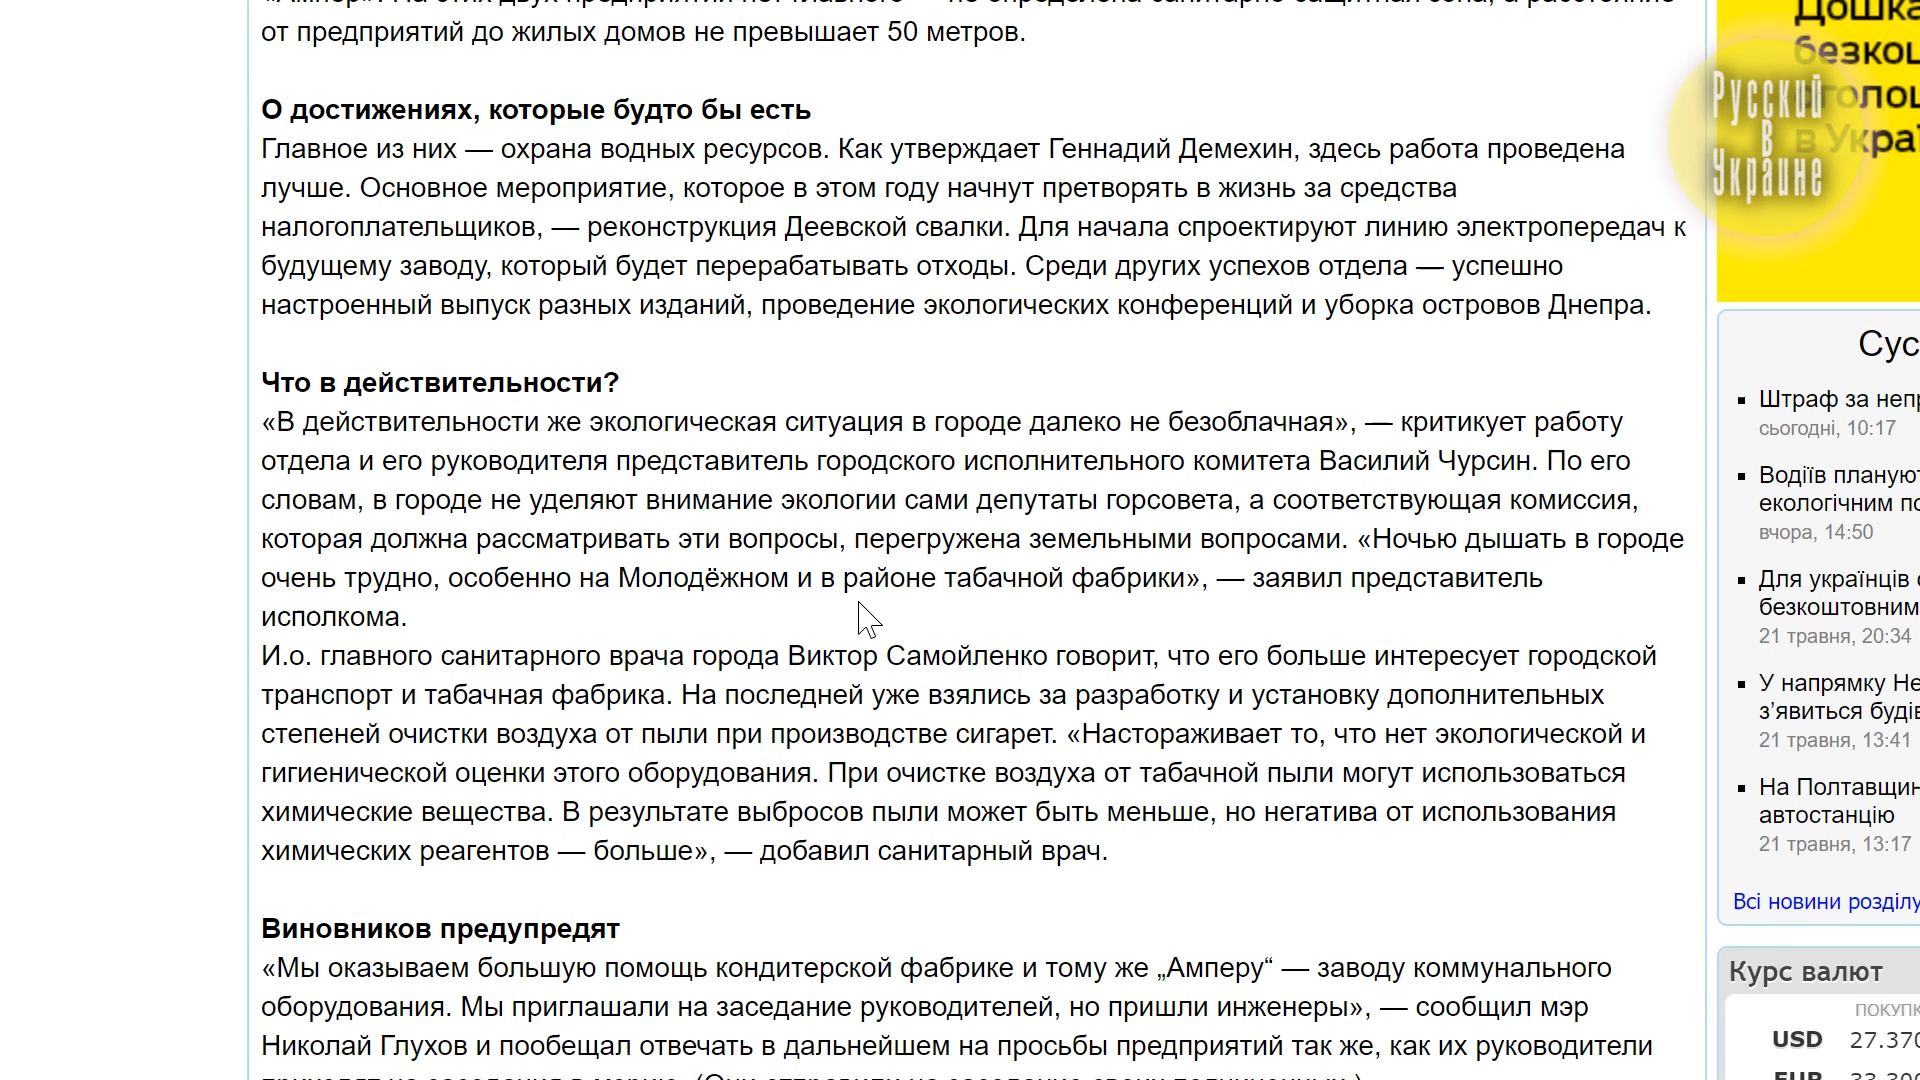 от предприятий до жилых домов не превышает 50 метров.
О достижениях, которые будто бы есть
Главное из них — охрана водных ресурсов. Как утверждает Геннадий Демехин, здесь работа проведена
лучше. Основное мероприятие, которое в этом году начнут претворять в жизнь за средства
налогоплательщиков, — реконструкция Деевской свалки. Для начала спроектируют линию электропередач к
будущему заводу, который будет перерабатывать отходы. Среди других успехов отдела — успешно
настроенный выпуск разных изданий, проведение экологических конференций и уборка островов Днепра.
Что в действительности?
«В действительности же экологическая ситуация в городе далеко не безоблачная», — критикует работу
отдела и его руководителя представитель городского исполнительного комитета Василий Чурсин. По его
словам, в городе не уделяют внимание экологии сами депутаты горсовета, а соответствующая комиссия,
которая должна рассматривать эти вопросы, перегружена земельными вопросами. «Ночью дышать в городе
очень трудно, особенно на Молодёжном и в районе табачной фабрики», — заявил представитель
исполкома.
И.о. главного санитарного врача города Виктор Самойленко говорит, что его больше интересует городской
транспорт и табачная фабрика. На последней уже взялись за разработку и установку дополнительных
степеней очистки воздуха от пыли при производстве сигарет. «Настораживает то, что нет экологической и
гигиенической оценки этого оборудования. При очистке воздуха от табачной пыли могут использоваться
химические вещества. В результате выбросов пыли может быть меньше, но негатива от использования
химических реагентов — больше», — добавил санитарный врач.
Виновников предупредят
«Мы оказываем большую помощь кондитерской фабрике и тому же „Амперу“ — заводу коммунального
оборудования. Мы приглашали на заседание руководителей, но пришли инженеры», — сообщил мэр
Николай Глухов и пообещал отвечать в дальнейшем на просьбы предприятий так же, как их руководители
Русский
в
Украине
Штраф за
сьогодні, 10:17
Водіїв
екологічним
вчора, 14:50
Для українців
безкоштовним
21 травня, 20:34
У напрямку
з’явиться
21 травня, 13:41
На
автостанцію
21 травня, 13:17
Всі новини розділу
Курс валют
USD 27.370